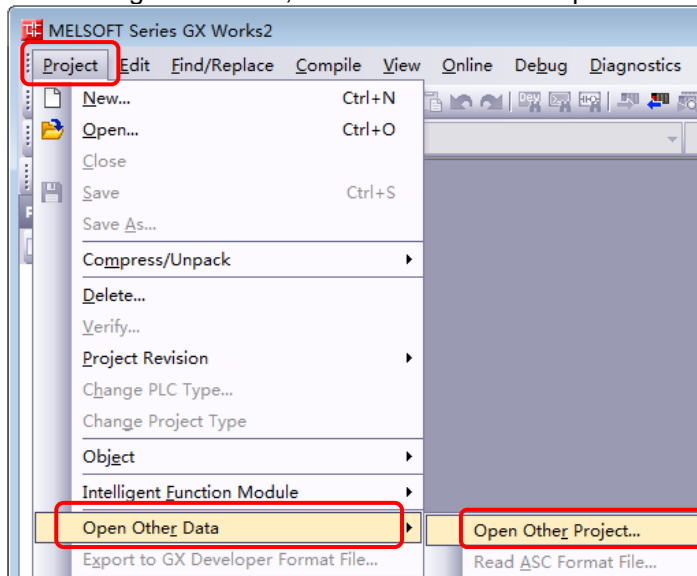 MELSOFT Series GX Works2
Project Edit Find/Replace Compile View Online Debug Diagnostics
New... Ctrl+N
Open... Ctrl+O
Close
Save Ctrl+S
Save As...
Compress/Unpack
Delete...
Verify...
Project Revision
Change PLC Type...
Change Project Type
Object
Intelligent Function Module
Open Other Data
Open Other Project...
Export to GX Developer Format File...
Read ASC Format File...